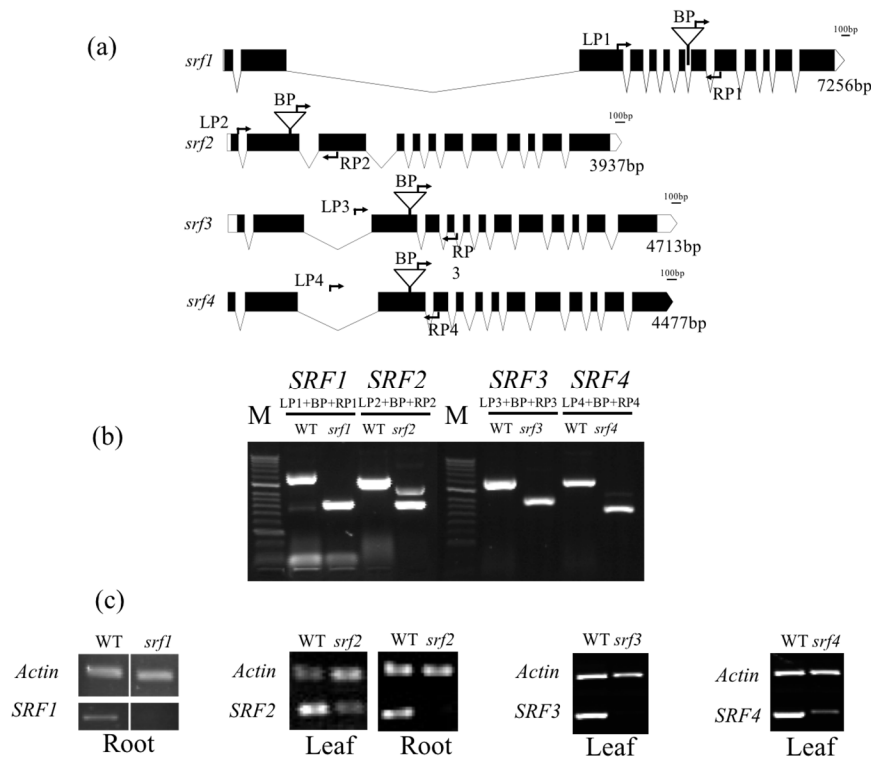 (a)
LP1
BP
100bp
srf1
RP1
7256bp
LP2
BP
100bp
srf2
RP2
3937bp
BP
100bp
LP3
srf3
RP
3
4713bp
BP
100bp
LP4
srf4
RP4
4477bp
(b)
SRF1 SRF2 SRF3 SRF4
M LP1+BP+RP1 LP2+BP+RP2 M LP3+BP+RP3 LP4+BP+RP4
WT srf1 WT srf2 WT srf3 WT srf4
(c)
WT srf1
Actin
SRF1
Root
WT srf2 WT srf2
Actin
SRF2
Leaf Root
WT srf3
Actin
SRF3
Leaf
WT srf4
Actin
SRF4
Leaf